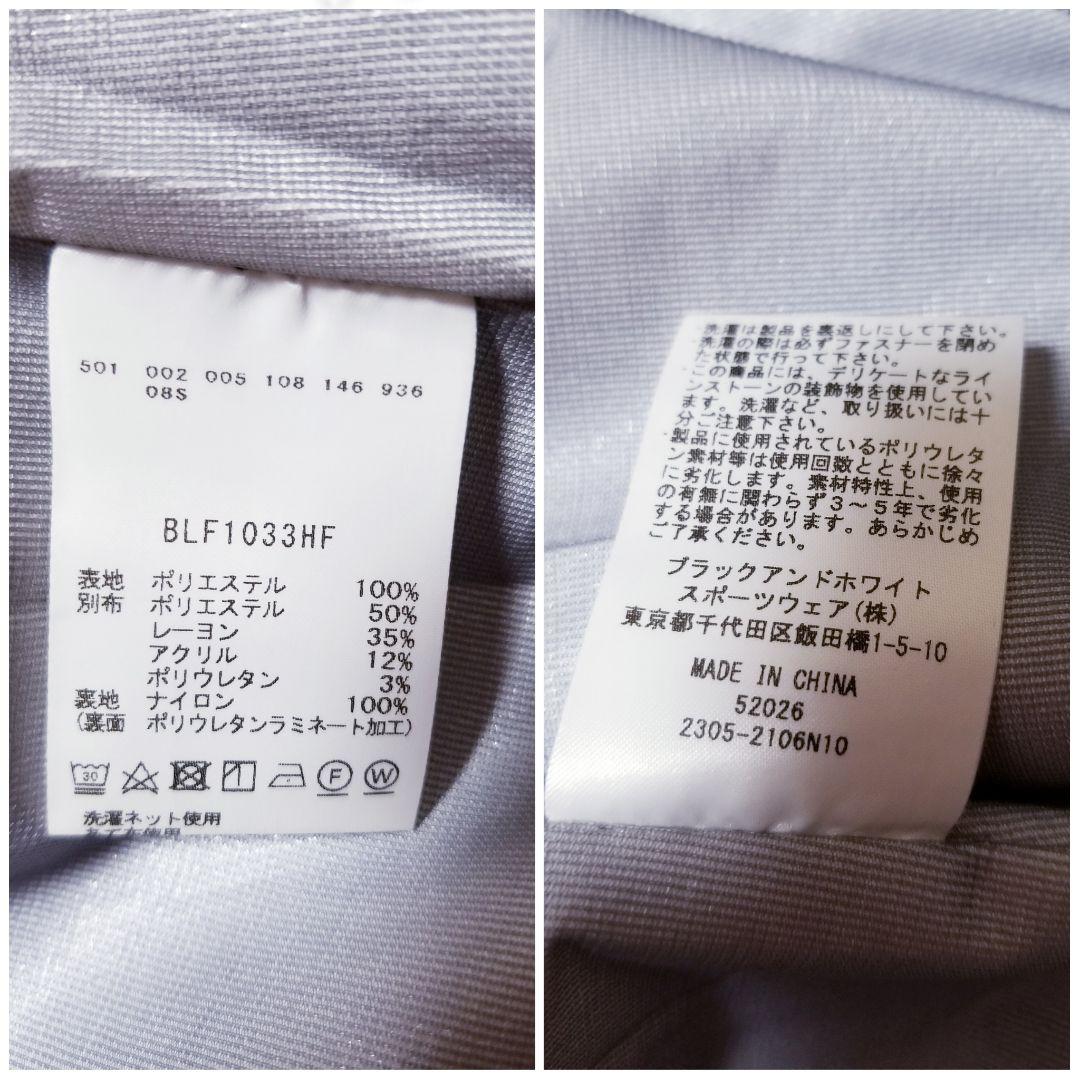 501 002 005 108 146 936
08S
BLF1033HF
表地 ポリエステル 100%
別布 ポリエステル 50%
レーヨン 35%
アクリル 12%
ポリウレタン 3%
裏地 ナイロン 100%
(裏面 ポリウレタンラミネート加工)
30
F W
洗濯ネット使用
あて布使用
・洗濯は製品を裏返しにして下さい。
・洗濯の際は必ずファスナーを閉め
た状態で行って下さい。
・この商品には、デリケートなライ
ンストーンの装飾物を使用してい
ます。洗濯など、取り扱いには十
分ご注意下さい。
・製品に使用されているポリウレタ
ン素材等は使用回数とともに徐々
に劣化します。素材特性上、使用
の有無に関わらず3～5年で劣化
する場合があります。あらかじめ
ご了承ください。
ブラックアンドホワイト
スポーツウェア(株)
東京都千代田区飯田橋1-5-10
MADE IN CHINA
52026
2305-2106N10